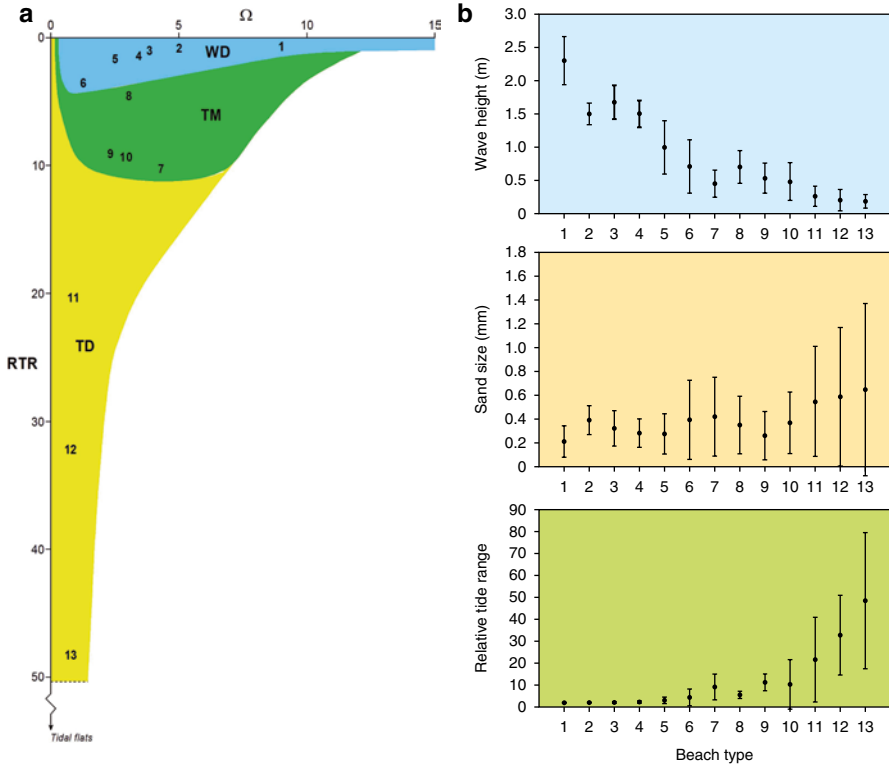 a
Ω
0 5 10 15
0
WD
1
2
3
4
5
6
8
TM
9
10
7
10
20
11
TD
RTR
30
12
40
13
50
Tidal flats
b
Wave height (m)
3.0
2.5
2.0
1.5
1.0
0.5
0
1 2 3 4 5 6 7 8 9 10 11 12 13
Sand size (mm)
1.8
1.6
1.4
1.2
1.0
0.8
0.6
0.4
0.2
0
1 2 3 4 5 6 7 8 9 10 11 12 13
Relative tide range
90
80
70
60
50
40
30
20
10
0
1 2 3 4 5 6 7 8 9 10 11 12 13
Beach type